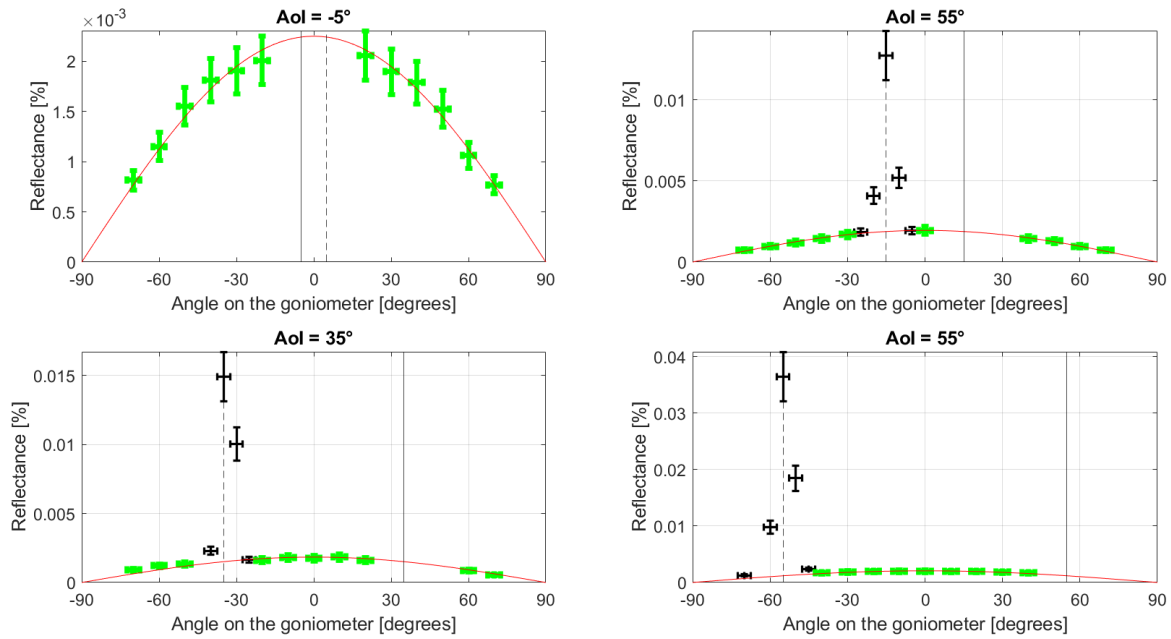 AoI = -5°
×10⁻³
2
1.5
1
0.5
0
Reflectance [%]
-90 -60 -30 0 30 60 90
Angle on the goniometer [degrees]
AoI = 55°
0.01
0.005
0
Reflectance [%]
-90 -60 -30 0 30 60 90
Angle on the goniometer [degrees]
AoI = 35°
0.015
0.01
0.005
0
Reflectance [%]
-90 -60 -30 0 30 60 90
Angle on the goniometer [degrees]
AoI = 55°
0.04
0.03
0.02
0.01
0
Reflectance [%]
-90 -60 -30 0 30 60 90
Angle on the goniometer [degrees]